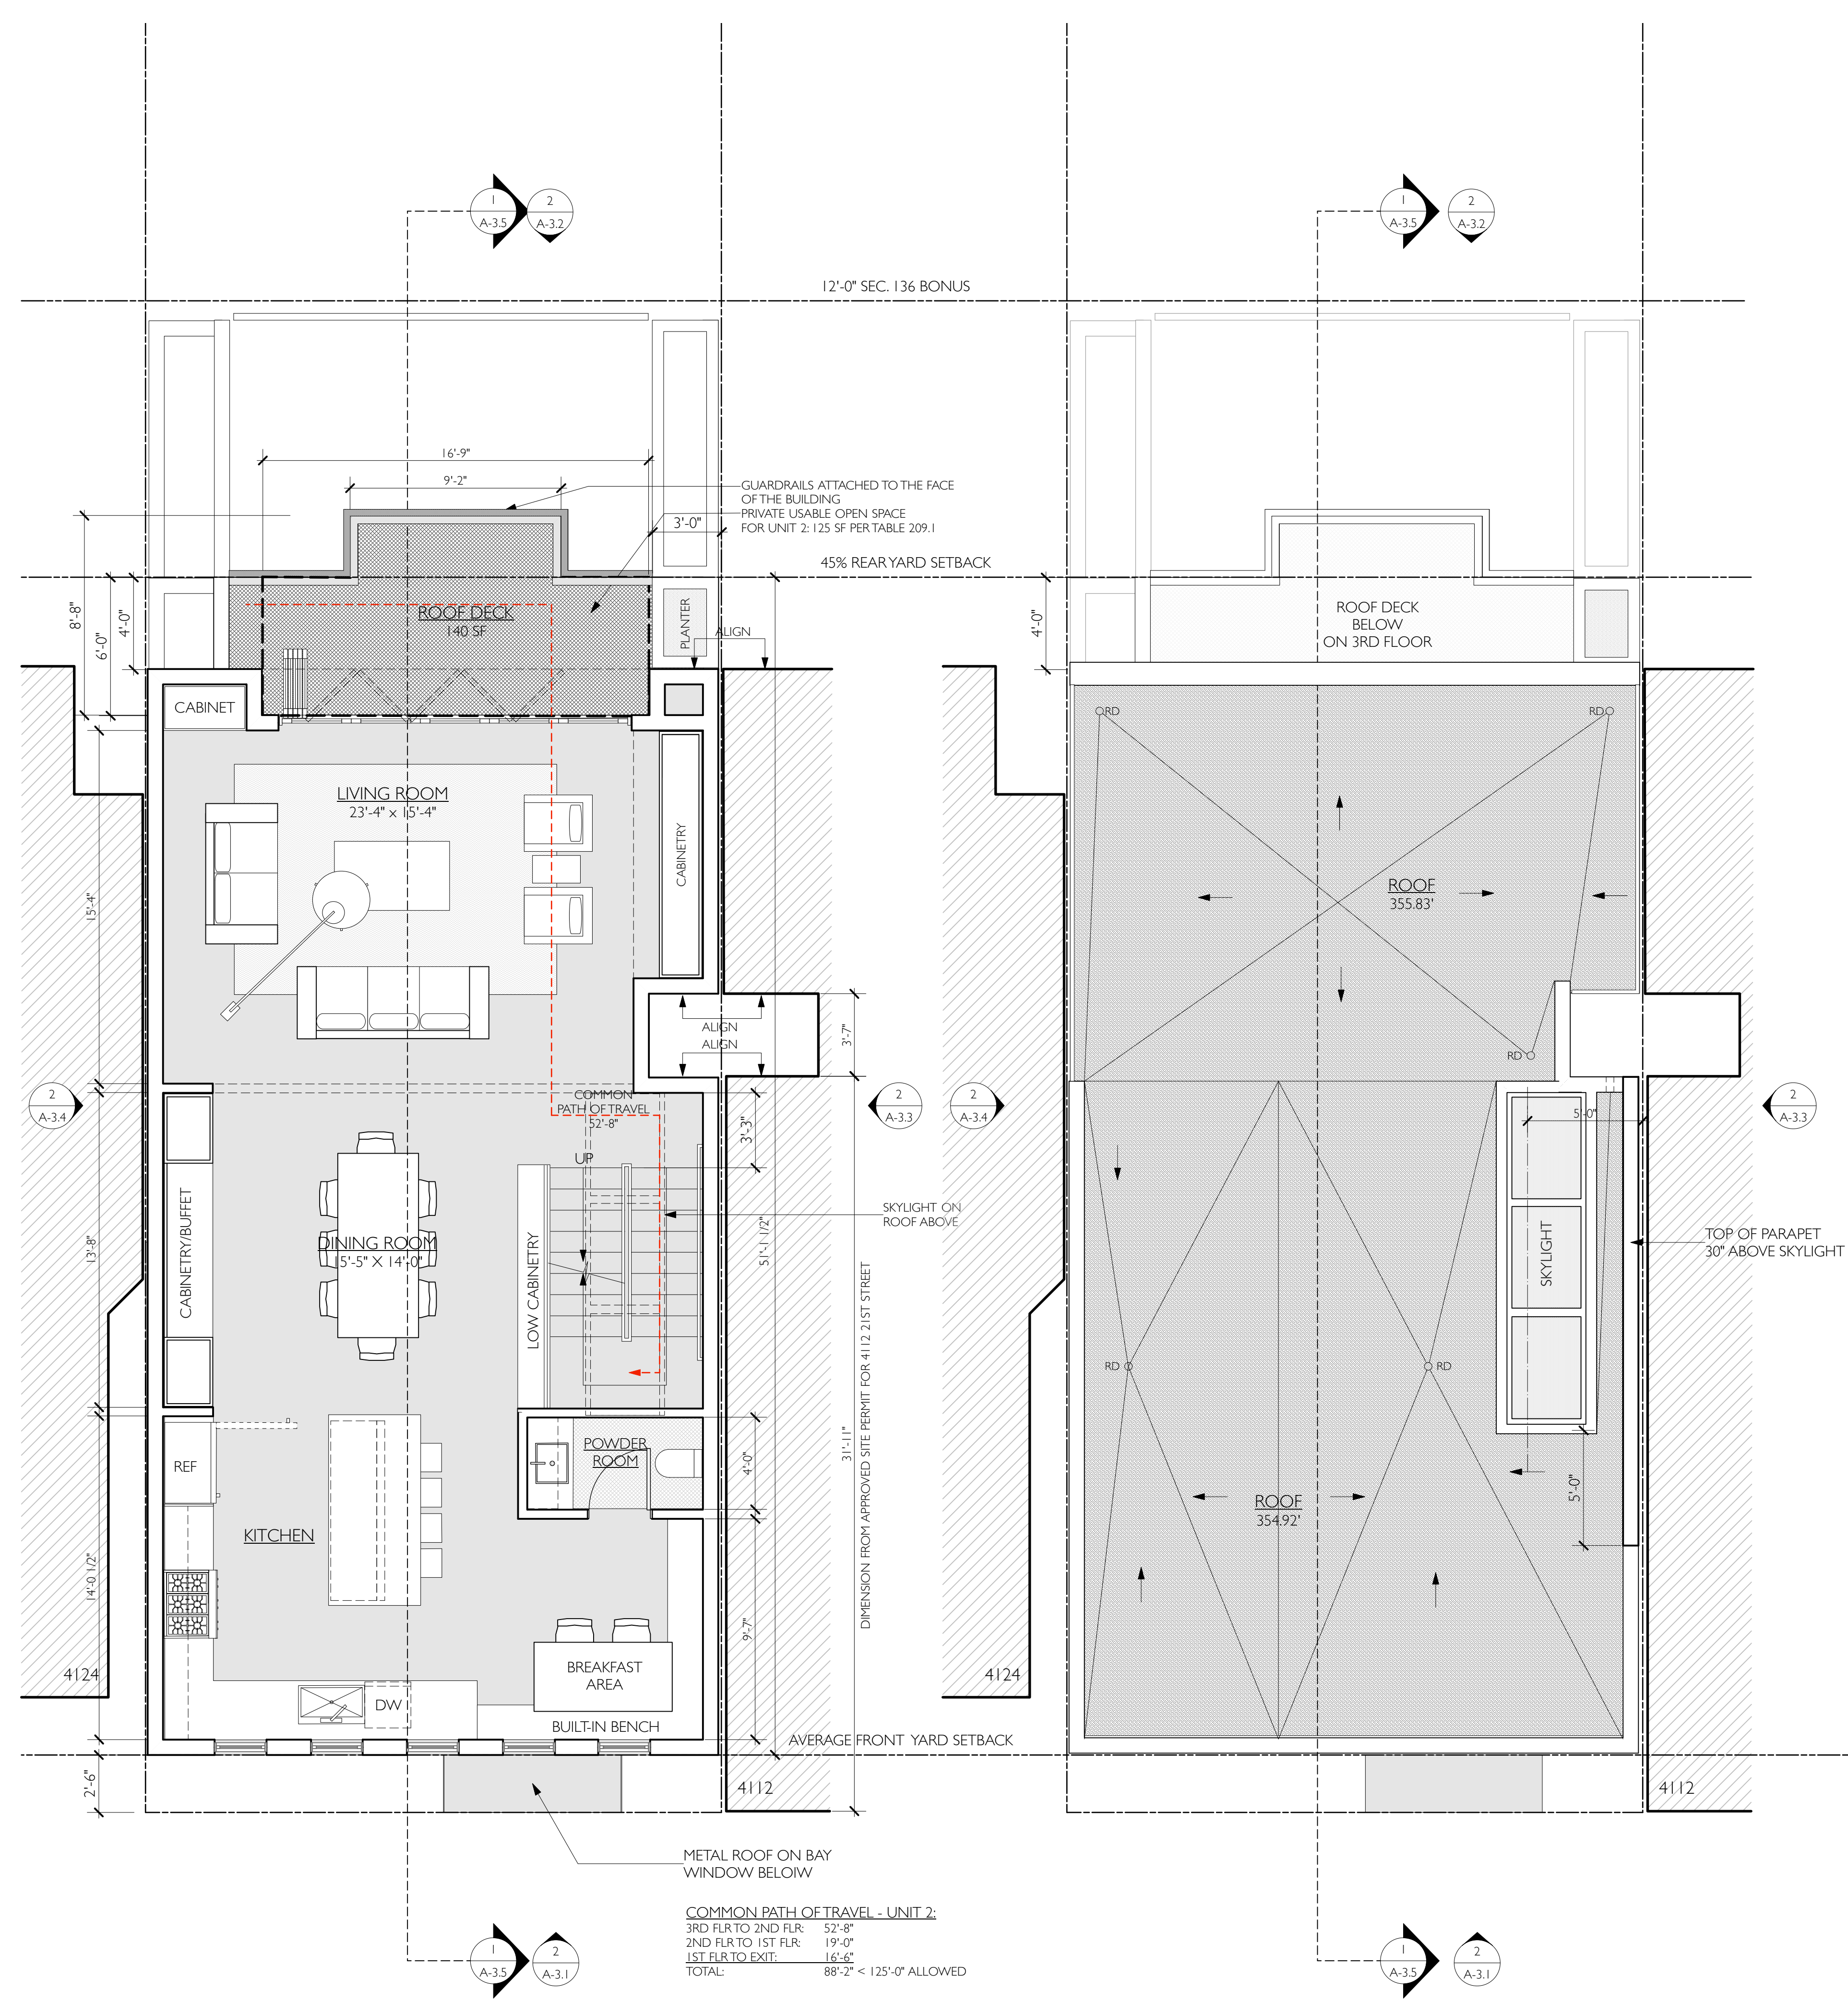 1
A-3.5
2
A-3.2
1
A-3.5
2
A-3.2
12'-0" SEC. 136 BONUS
16'-9"
9'-2"
GUARDRAILS ATTACHED TO THE FACE
OF THE BUILDING
PRIVATE USABLE OPEN SPACE
FOR UNIT 2: 125 SF PER TABLE 209.1
3'-0"
45% REAR YARD SETBACK
8'-8"
6'-0"
4'-0"
ROOF DECK
140 SF
PLANTER
ALIGN
4'-0"
ROOF DECK
BELOW
ON 3RD FLOOR
CABINET
RD
RD
LIVING ROOM
23'-4" x 15'-4"
CABINETRY
15'-4"
ROOF
355.83'
ALIGN
ALIGN
3'-7"
RD
2
A-3.4
COMMON
PATH OF TRAVEL
52'-8"
3'-3"
2
A-3.3
2
A-3.4
5'-0"
2
A-3.3
UP
SKYLIGHT ON
ROOF ABOVE
CABINETRY/BUFFET
DINING ROOM
15'-5" X 14'-0"
LOW CABINETRY
13'-8"
51'-1 1/2"
SKYLIGHT
TOP OF PARAPET
30" ABOVE SKYLIGHT
RD
RD
31'-11"
DIMENSION FROM APPROVED SITE PERMIT FOR 4112 21ST STREET
REF
POWDER
ROOM
4'-0"
5'-0"
KITCHEN
ROOF
354.92'
14'-0 1/2"
9'-7"
4124
BREAKFAST
AREA
DW
BUILT-IN BENCH
4124
AVERAGE FRONT YARD SETBACK
2'-6"
4112
4112
METAL ROOF ON BAY
WINDOW BELOIW
COMMON PATH OF TRAVEL - UNIT 2:
3RD FLR TO 2ND FLR: 52'-8"
2ND FLR TO 1ST FLR: 19'-0"
1ST FLR TO EXIT: 16'-6"
TOTAL: 88'-2" < 125'-0" ALLOWED
1
A-3.5
2
A-3.1
1
A-3.5
2
A-3.1